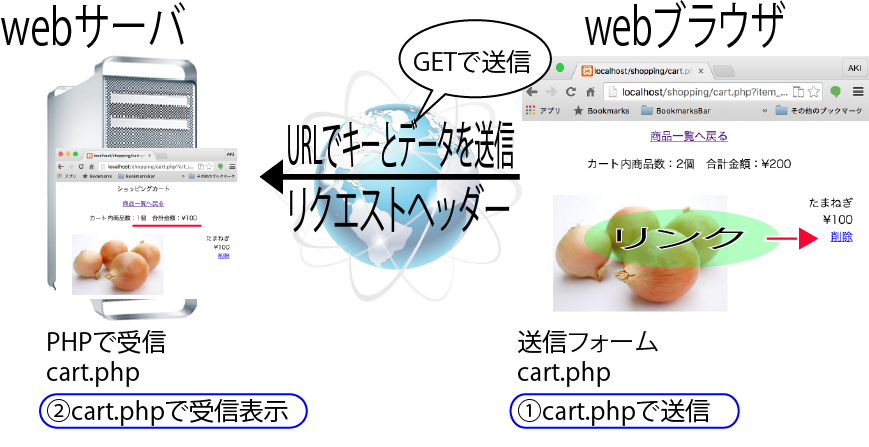 webサーバ
webブラウザ
GETで送信
URLでキーとデータを送信
リクエストヘッダー
localhost/shopping/cart.ph
AKI
localhost/shopping/cart.php?item_...
アプリ ★ Bookmarks BookmarksBar » その他のブックマーク
商品一覧へ戻る
カート内商品数：2個 合計金額：¥200
たまねぎ
¥100
削除
リンク
localhost/shopping/cart.ph
AKI
アプリ ★ Bookmarks BookmarksBar » その他のブックマーク
ショッピングカート
商品一覧へ戻る
カート内商品数：1個 合計金額：¥100
たまねぎ
¥100
削除
PHPで受信
cart.php
②cart.phpで受信表示
送信フォーム
cart.php
①cart.phpで送信